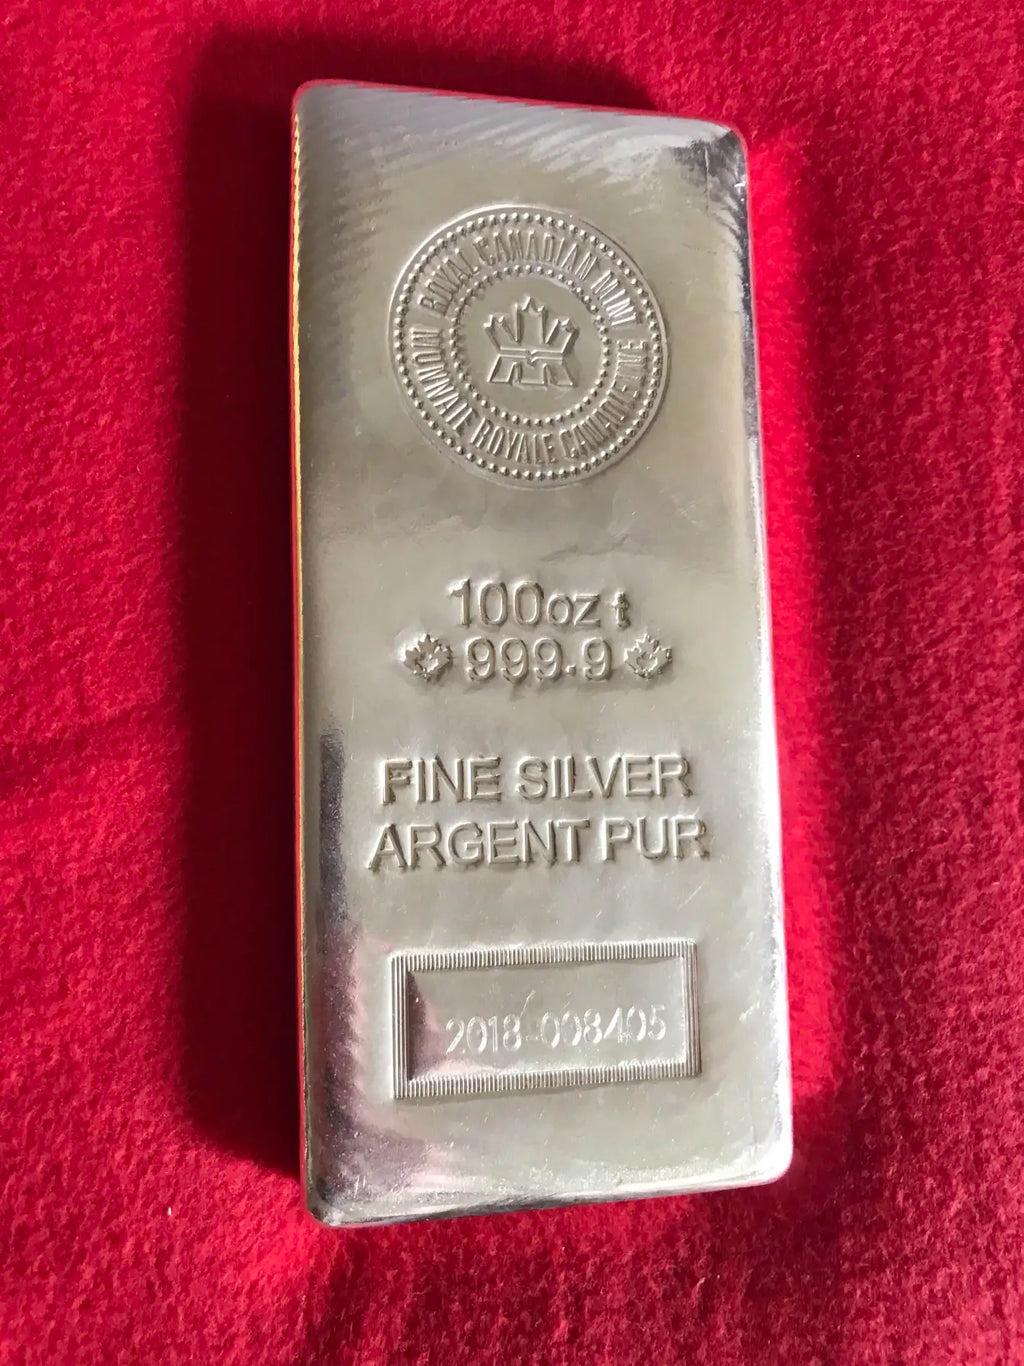 ROYAL CANADIAN MINT
MONNAIE ROYALE CANADIENNE
100oz t
999.9
FINE SILVER
ARGENT PUR
2018-008405